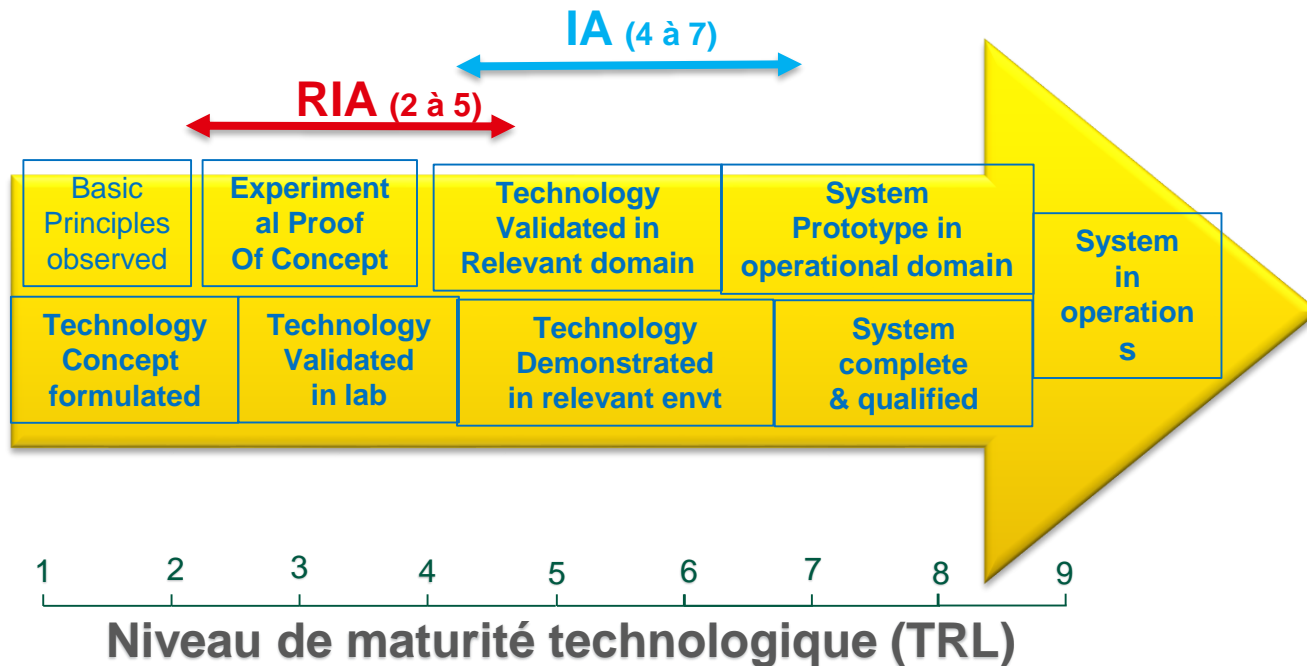 IA (4 à 7)
RIA (2 à 5)
Basic
Principles
observed
Experiment
al Proof
Of Concept
Technology
Validated in
Relevant domain
System
Prototype in
operational domain
System
in
operation
s
Technology
Concept
formulated
Technology
Validated
in lab
Technology
Demonstrated
in relevant envt
System
complete
& qualified
1 2 3 4 5 6 7 8 9
Niveau de maturité technologique (TRL)